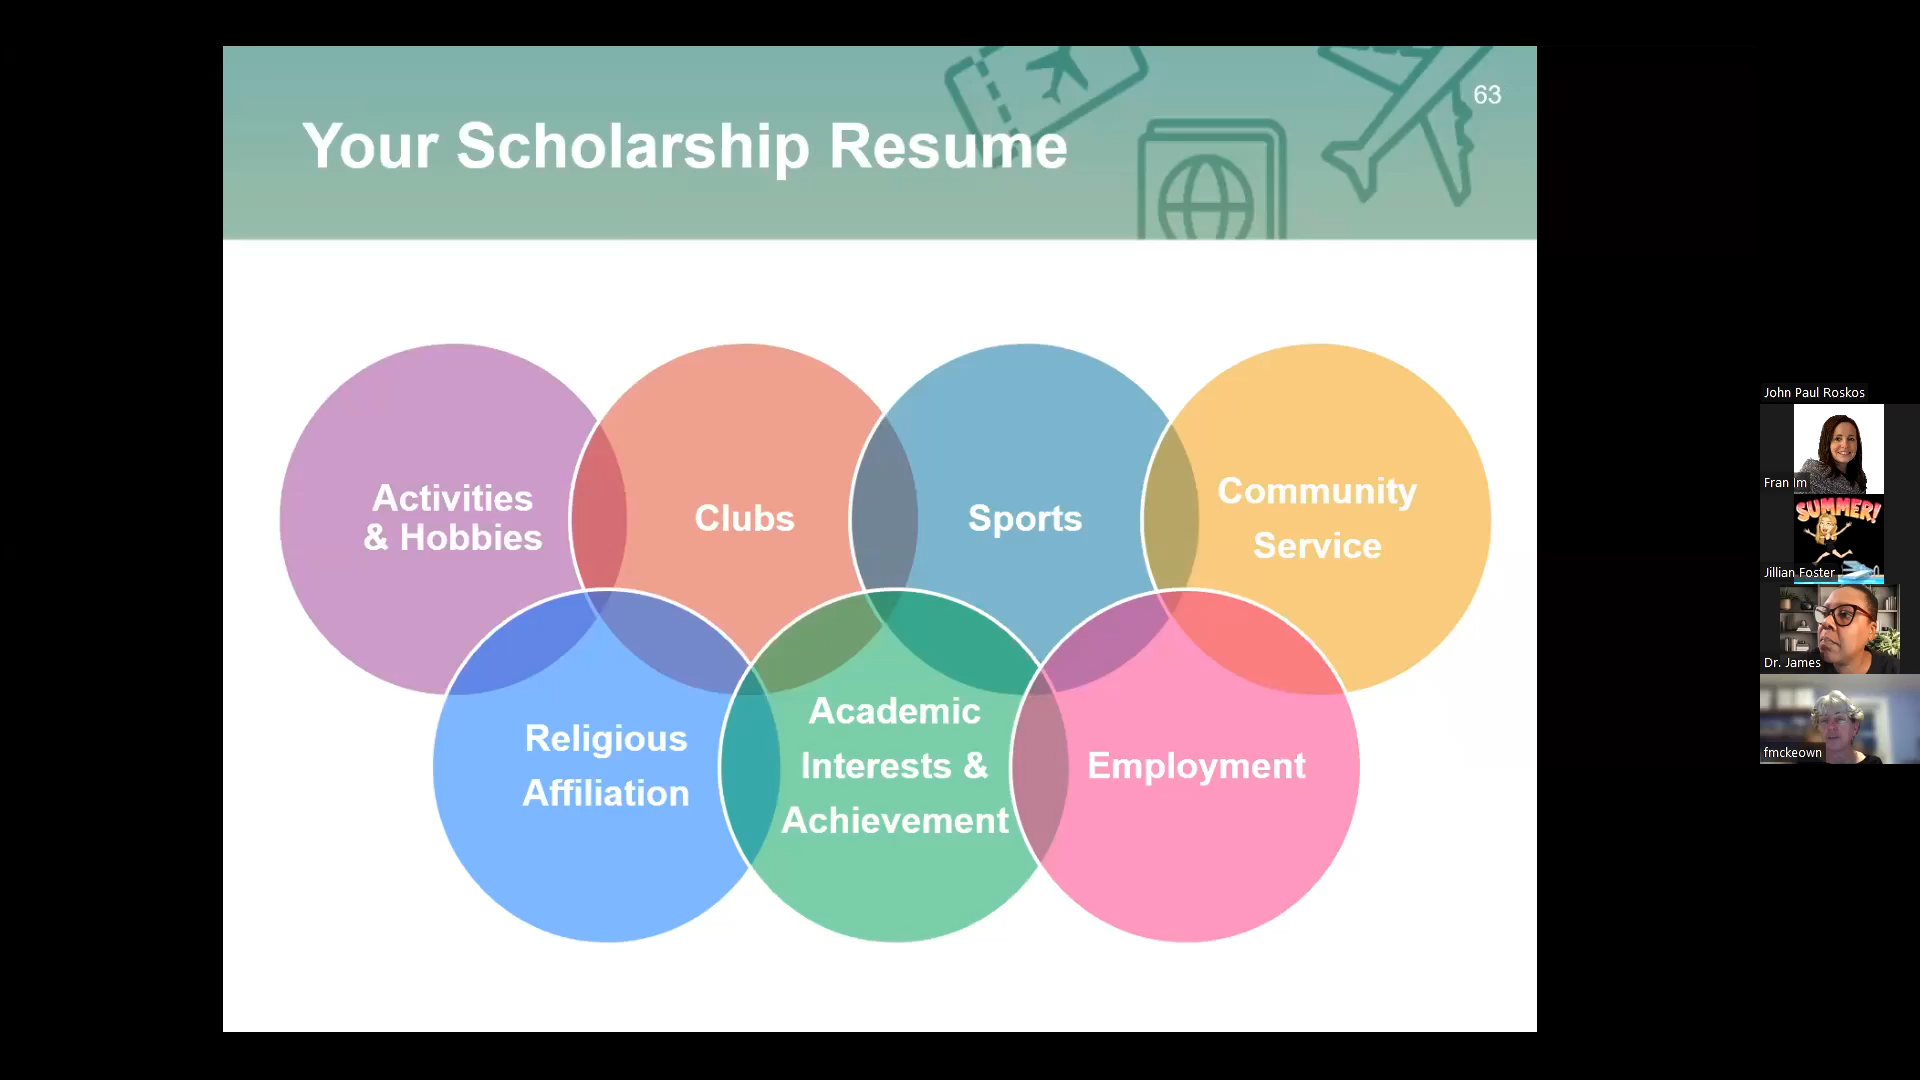 63
Your Scholarship Resume
Activities
& Hobbies
Clubs
Sports
Community
Service
Religious
Affiliation
Academic
Interests &
Achievement
Employment
John Paul Roskos
Fran Im
SUMMER!
Jillian Foster
Dr. James
fmckeown